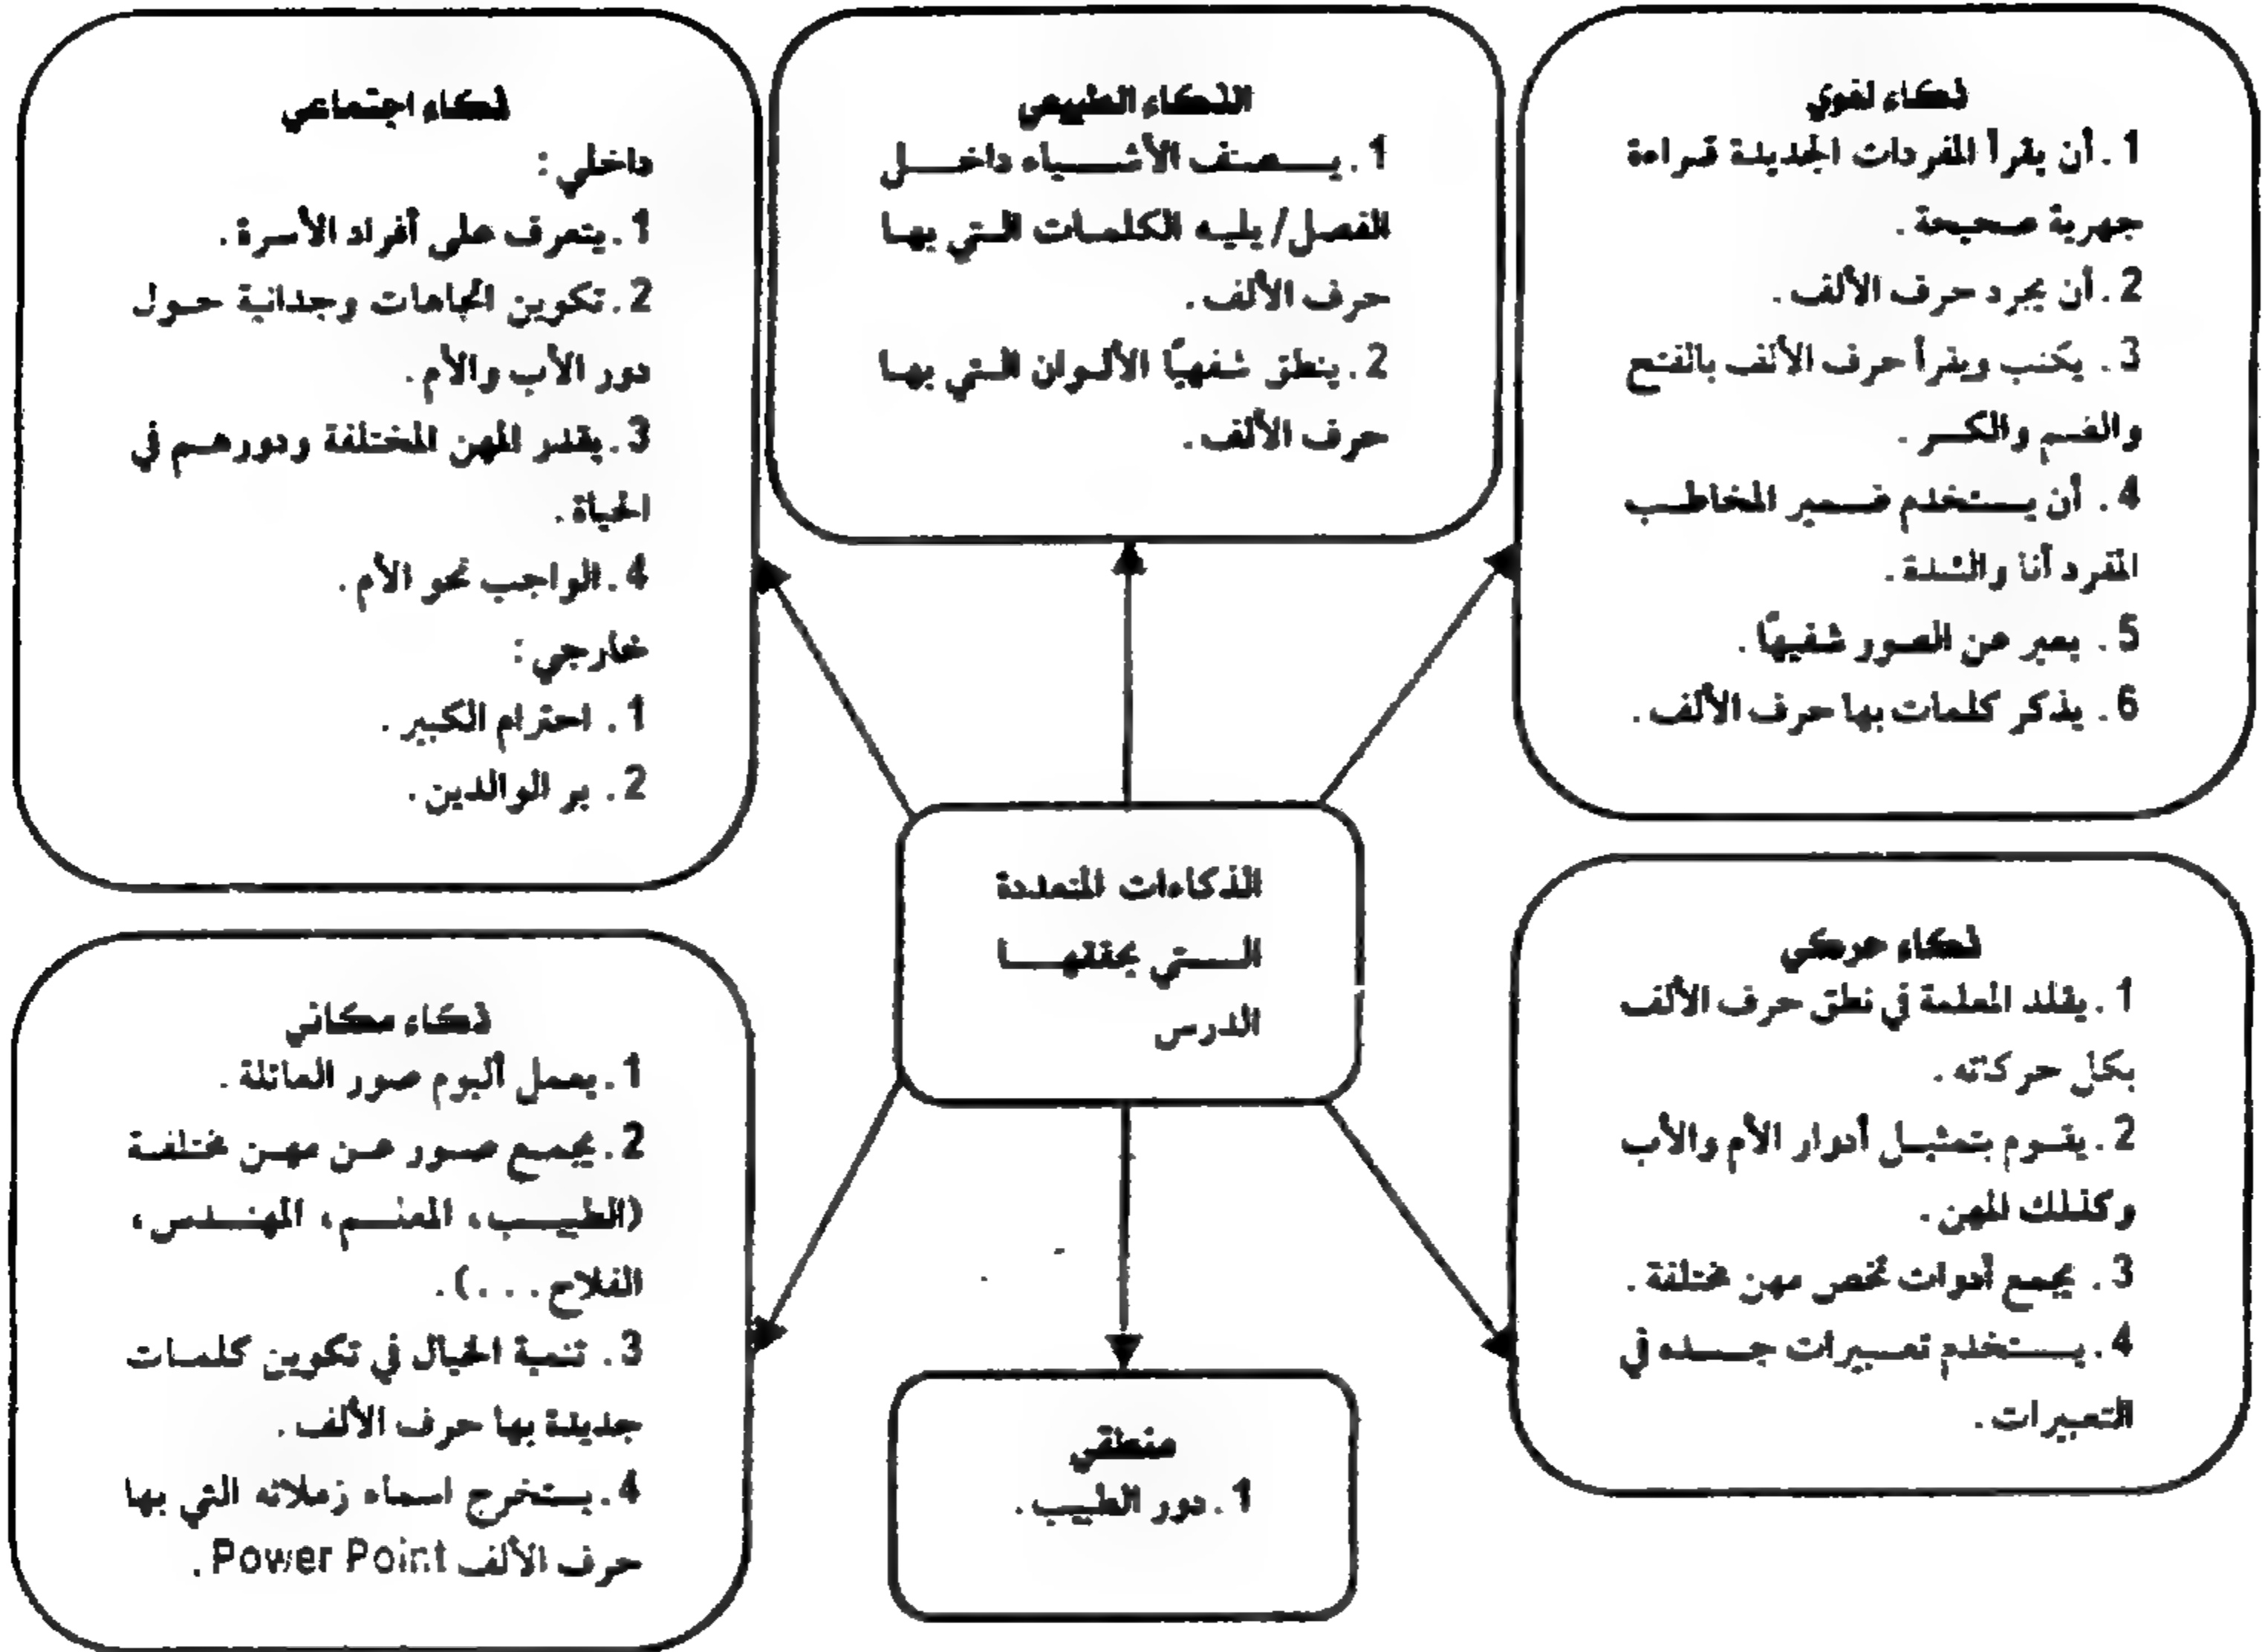 ذكاء لغوي
1. أن يقرأ المفردات الجديدة قراءة
جهرية صحيحة.
2. أن يجرد حرف الألف.
3. يكتب ويقرأ حرف الألف بالفتح
والضم والكسر.
4. أن يستخدم ضمير المخاطب
المفرد أنا والشدة.
5. يعبر عن الصور شفهيًا.
6. يذكر كلمات بها حرف الألف.
الذكاء الطبيعي
1. يصنف الأشياء داخل
الفصل/ يليه الكلمات التي بها
حرف الألف.
2. ينطق شفهيًا الألوان التي بها
حرف الألف.
ذكاء اجتماعي
داخلي:
1. يتعرف على أفراد الأسرة.
2. تكوين اتجاهات وجدانية حول
دور الأب والأم.
3. يقدر المهن المختلفة ودورهم في
الحياة.
4. الواجب نحو الأم.
خارجي:
1. احترام الكبير.
2. بر الوالدين.
الذكاءات المتعددة
التي يحققها
الدرس
ذكاء حركي
1. يقلد المعلمة في نطق حرف الألف
بكل حركته.
2. يقوم بتمثيل أدوار الأم والأب
وكذلك المهن.
3. يجمع أدوات تخص مهن مختلفة.
4. يستخدم تعبيرات جسده في
التعبيرات.
منطقي
1. دور الطبيب.
ذكاء مكاني
1. يعمل ألبوم صور العائلة.
2. يجمع صور عن مهن مختلفة
(الطبيب، المعلم، المهندس،
الفلاح...).
3. تنمية الخيال في تكوين كلمات
جديدة بها حرف الألف.
4. يستخرج اسماء زملائه التي بها
حرف الألف Power Point.